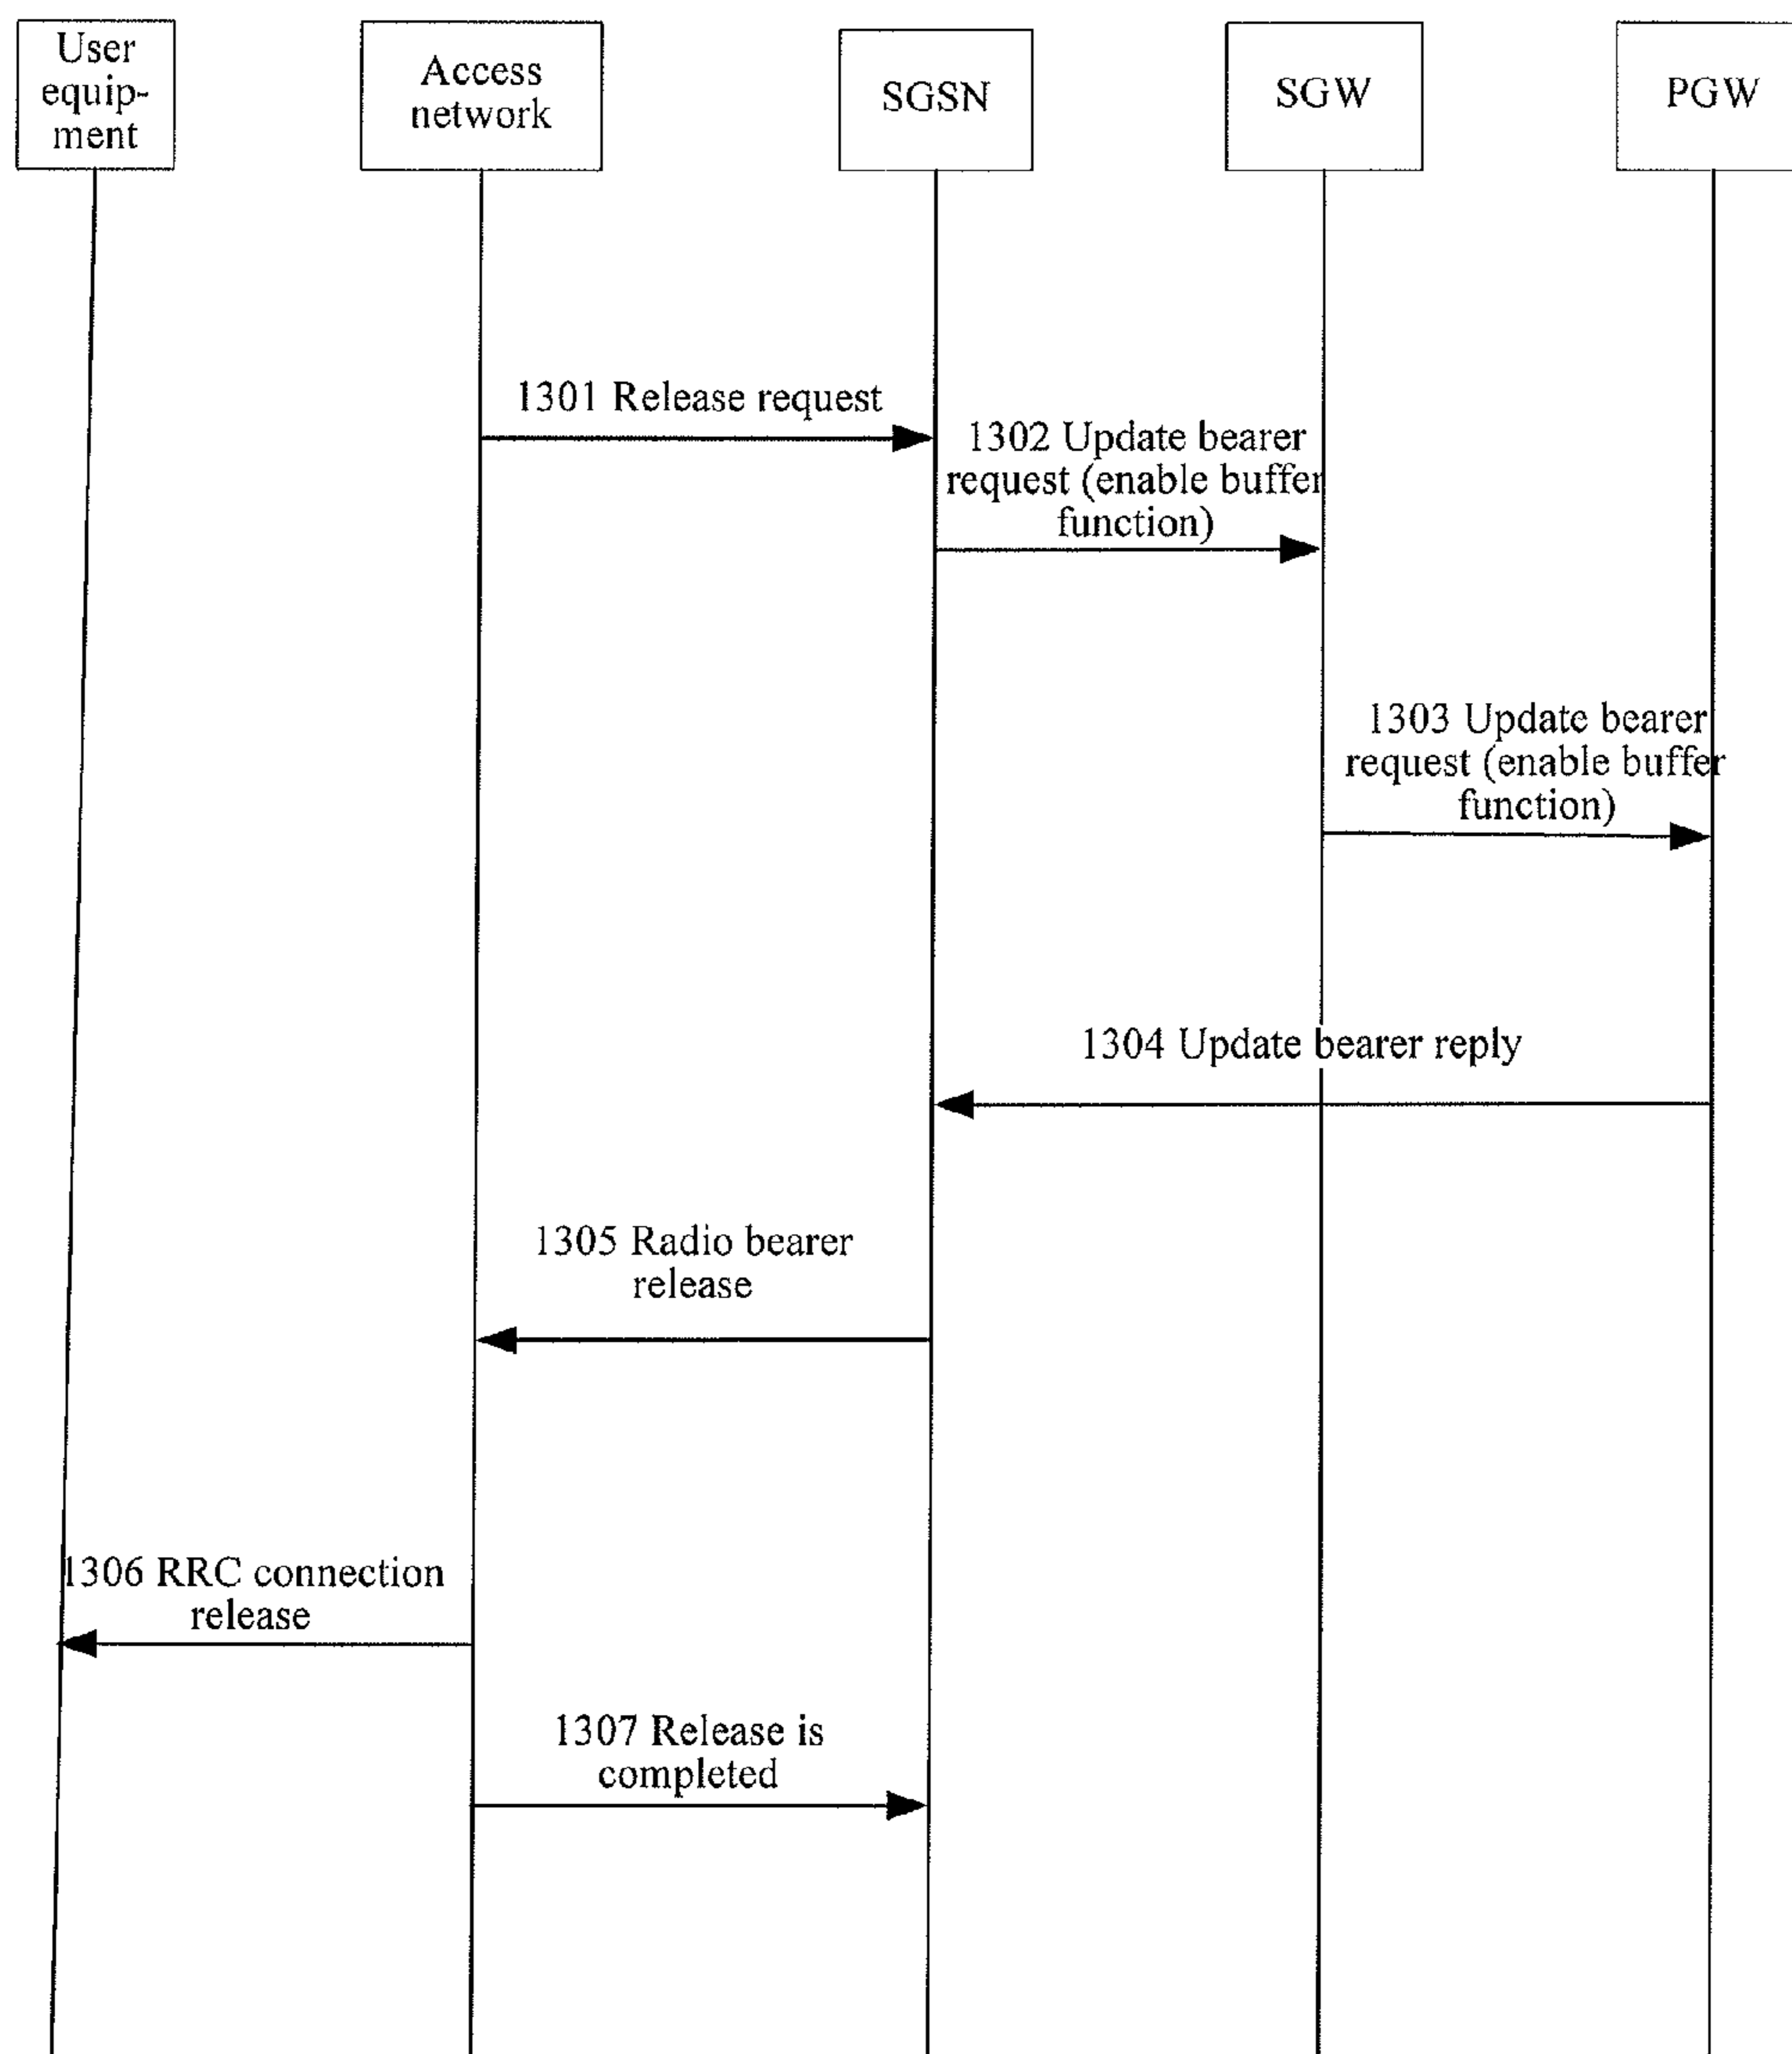 User
equip-
ment
Access
network
SGSN
SGW
PGW
1301 Release request
1302 Update bearer
request (enable buffer
function)
1303 Update bearer
request (enable buffer
function)
1304 Update bearer reply
1305 Radio bearer
release
1306 RRC connection
release
1307 Release is
completed